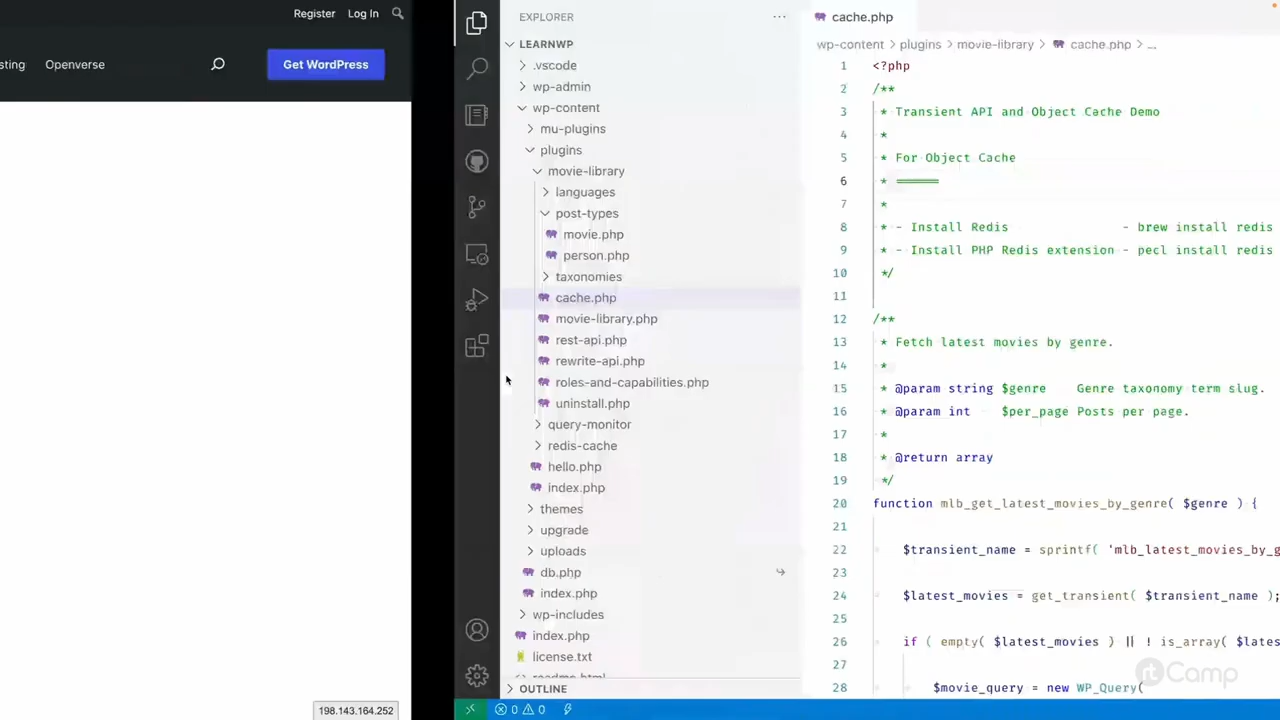 Register Log In
sting Openverse Get WordPress
198.143.164.252
EXPLORER
LEARNWP
.vscode
wp-admin
wp-content
mu-plugins
plugins
movie-library
languages
post-types
movie.php
person.php
taxonomies
cache.php
movie-library.php
rest-api.php
rewrite-api.php
roles-and-capabilities.php
uninstall.php
query-monitor
redis-cache
hello.php
index.php
themes
upgrade
uploads
db.php
index.php
wp-includes
index.php
license.txt
readme.html
OUTLINE
0 0
cache.php
wp-content > plugins > movie-library > cache.php > ...
1 <?php
2 /**
3 * Transient API and Object Cache Demo
4 *
5 * For Object Cache
6 * ======
7 *
8 * - Install Redis - brew install redis
9 * - Install PHP Redis extension - pecl install redis
10 */
11
12 /**
13 * Fetch latest movies by genre.
14 *
15 * @param string $genre Genre taxonomy term slug.
16 * @param int $per_page Posts per page.
17 *
18 * @return array
19 */
20 function mlb_get_latest_movies_by_genre( $genre ) {
21
22 $transient_name = sprintf( 'mlb_latest_movies_by_g
23
24 $latest_movies = get_transient( $transient_name );
25
26 if ( empty( $latest_movies ) || ! is_array( $lates
27
28 $movie_query = new WP_Query(
rtCamp